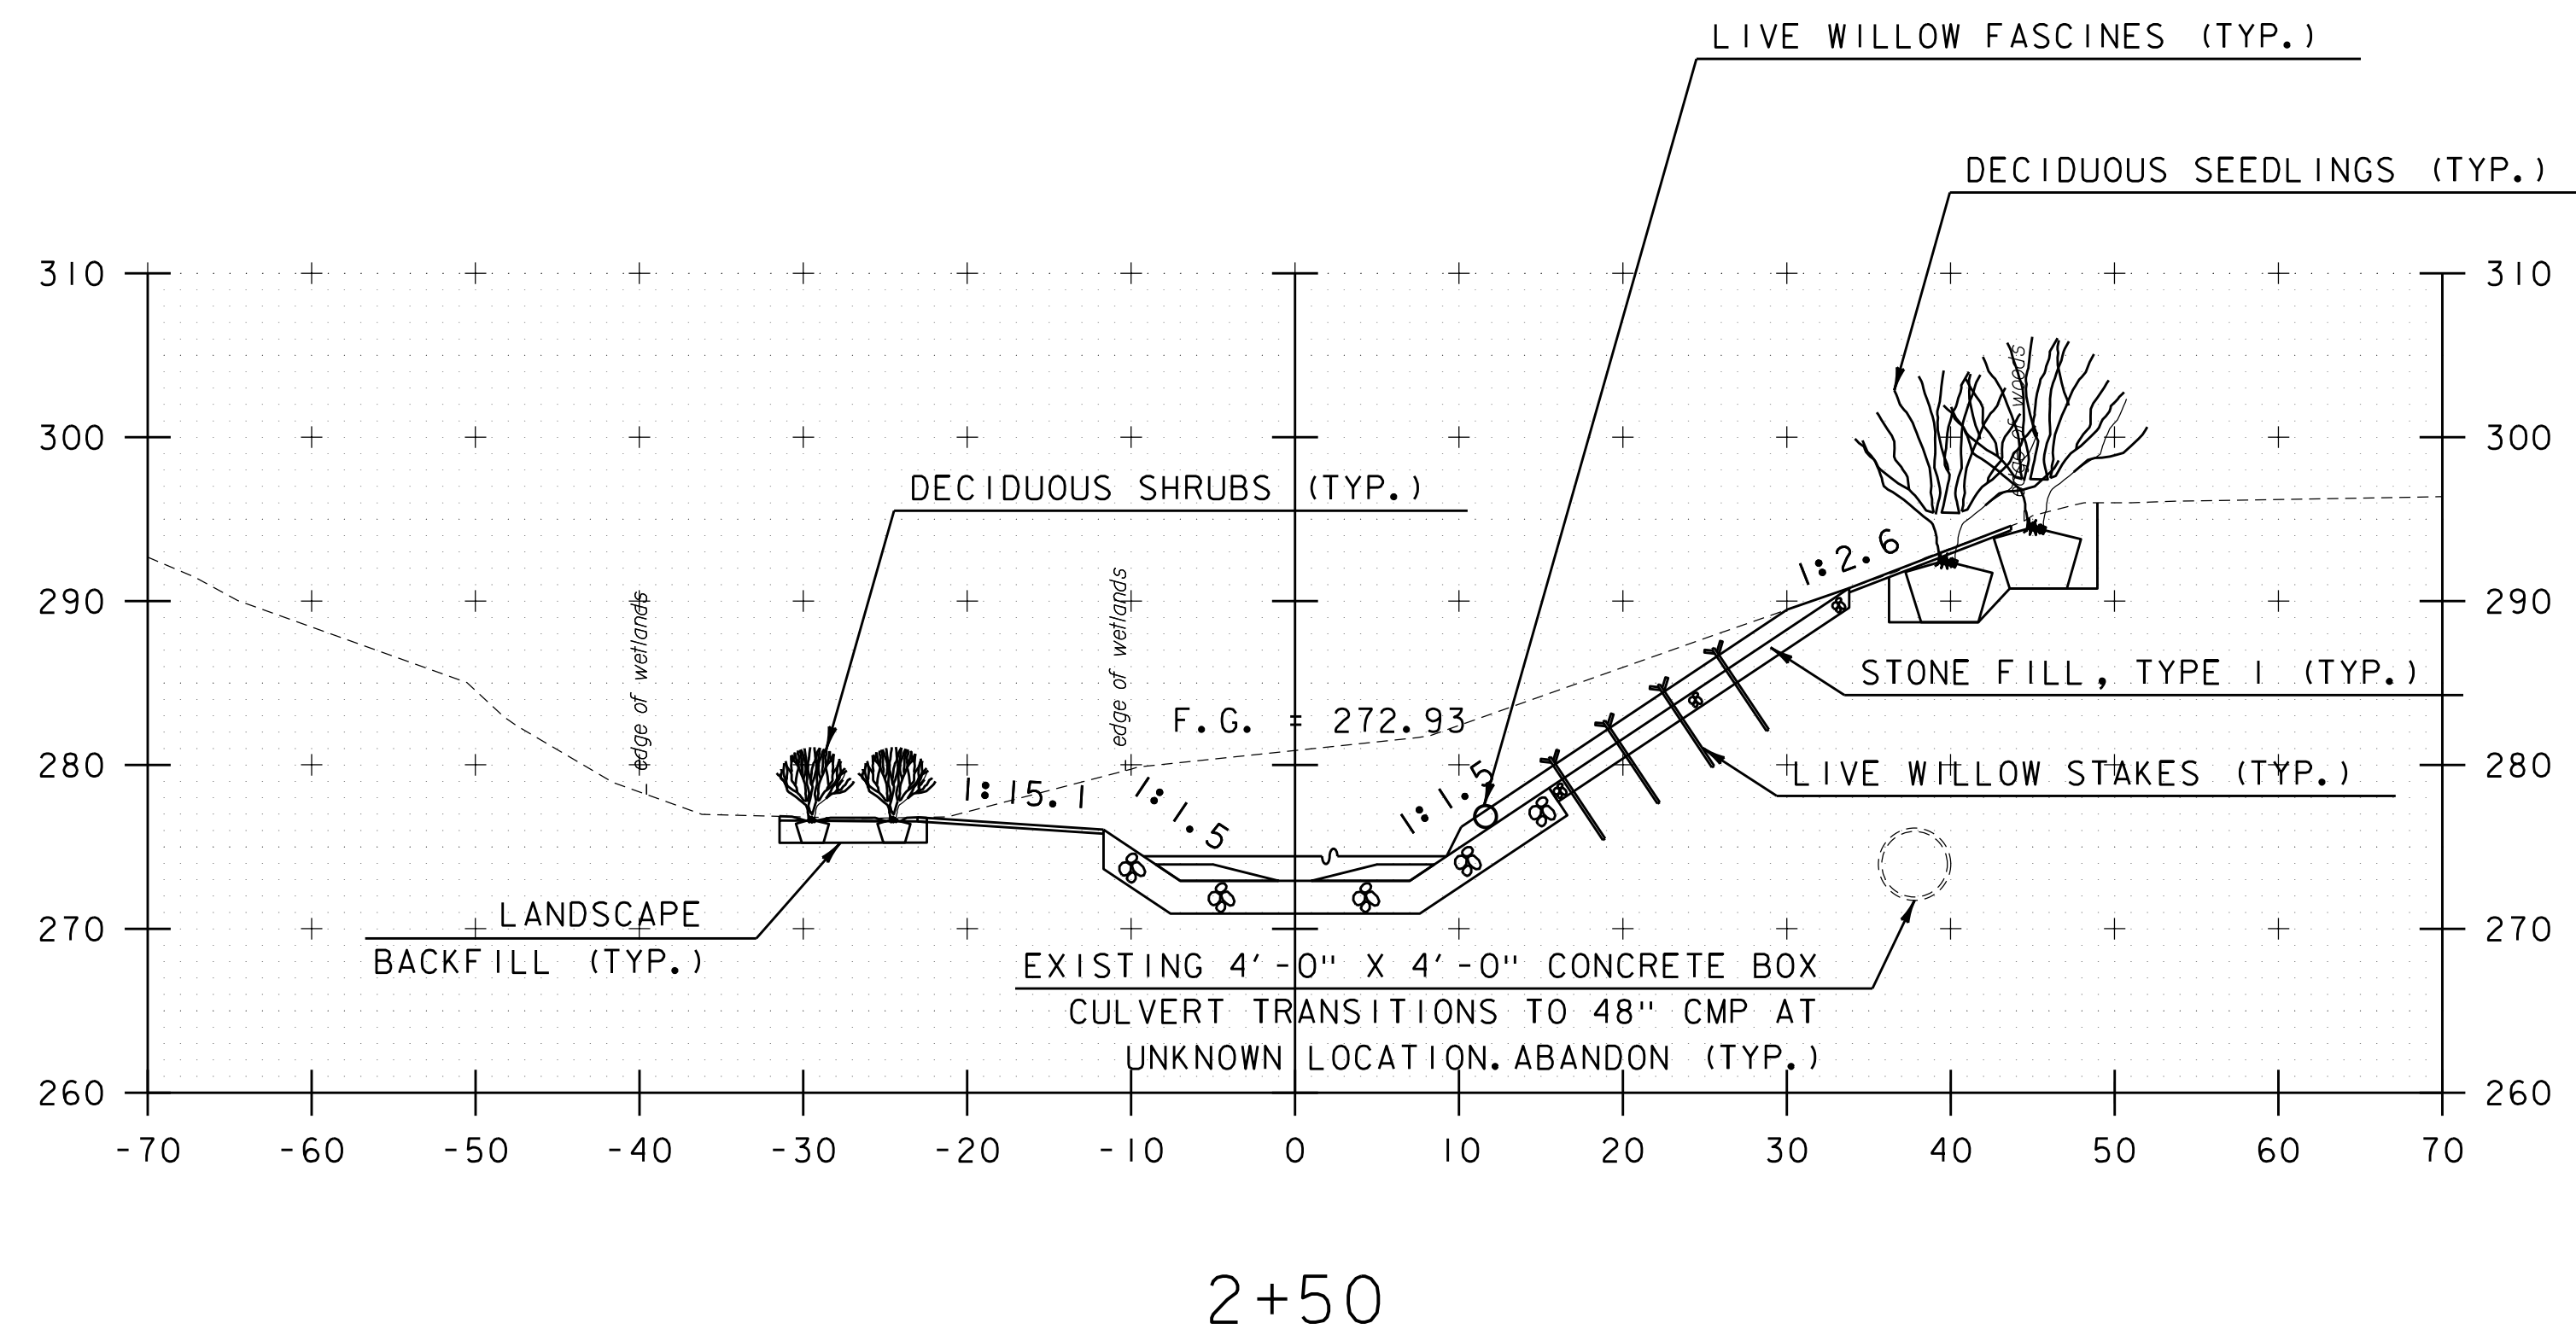 LIVE WILLOW FASCINES (TYP.)
DECIDUOUS SEEDLINGS (TYP.)
310
310
edge of woods
300
300
DECIDUOUS SHRUBS (TYP.)
1:2.6
290
290
edge of wetlands
edge of wetlands
STONE FILL, TYPE I (TYP.)
F.G. = 272.93
280
280
LIVE WILLOW STAKES (TYP.)
1:15.1
1:1.5
1:1.5
LANDSCAPE
BACKFILL (TYP.)
270
270
EXISTING 4'-0" X 4'-0" CONCRETE BOX
CULVERT TRANSITIONS TO 48" CMP AT
UNKNOWN LOCATION. ABANDON (TYP.)
260
260
-70 -60 -50 -40 -30 -20 -10 0 10 20 30 40 50 60 70
2+50